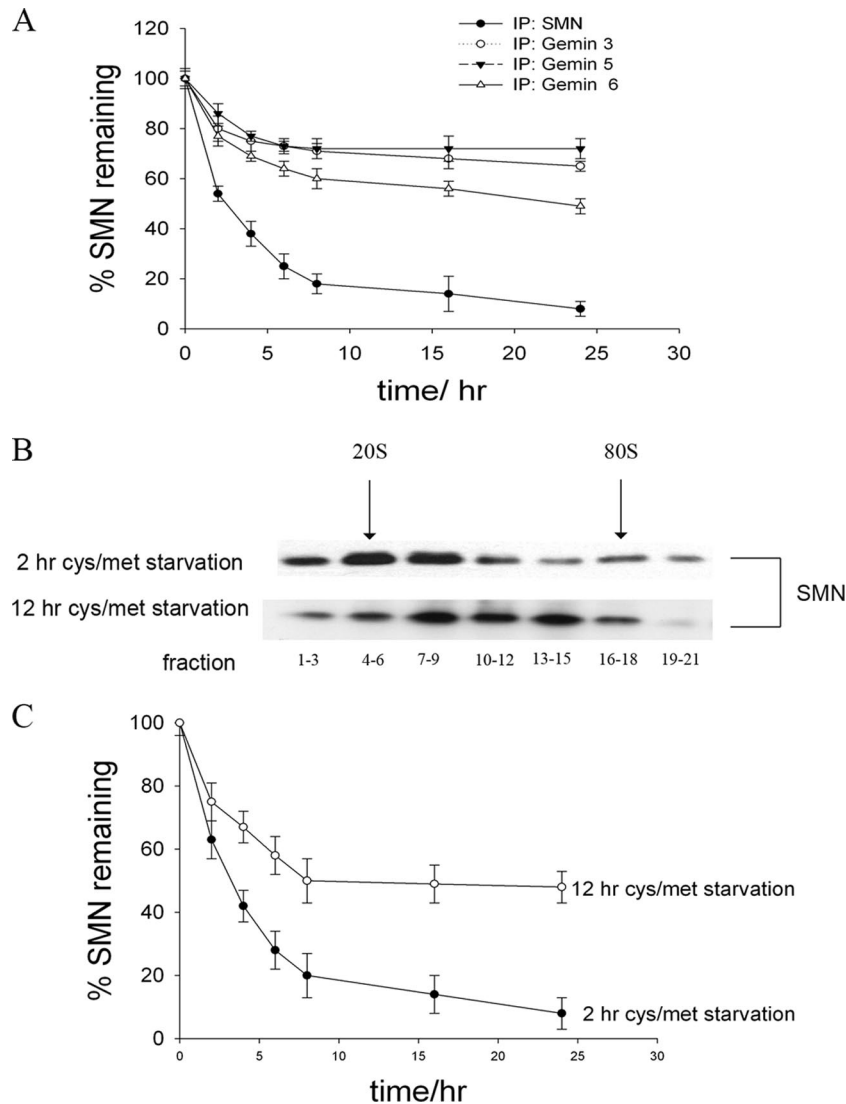 A
120
100
80
60
40
20
0
% SMN remaining
IP: SMN
IP: Gemin 3
IP: Gemin 5
IP: Gemin 6
0 5 10 15 20 25 30
time/ hr
B
20S 80S
2 hr cys/met starvation
12 hr cys/met starvation
SMN
fraction 1-3 4-6 7-9 10-12 13-15 16-18 19-21
C
100
80
60
40
20
0
% SMN remaining
12 hr cys/met starvation
2 hr cys/met starvation
0 5 10 15 20 25 30
time/hr